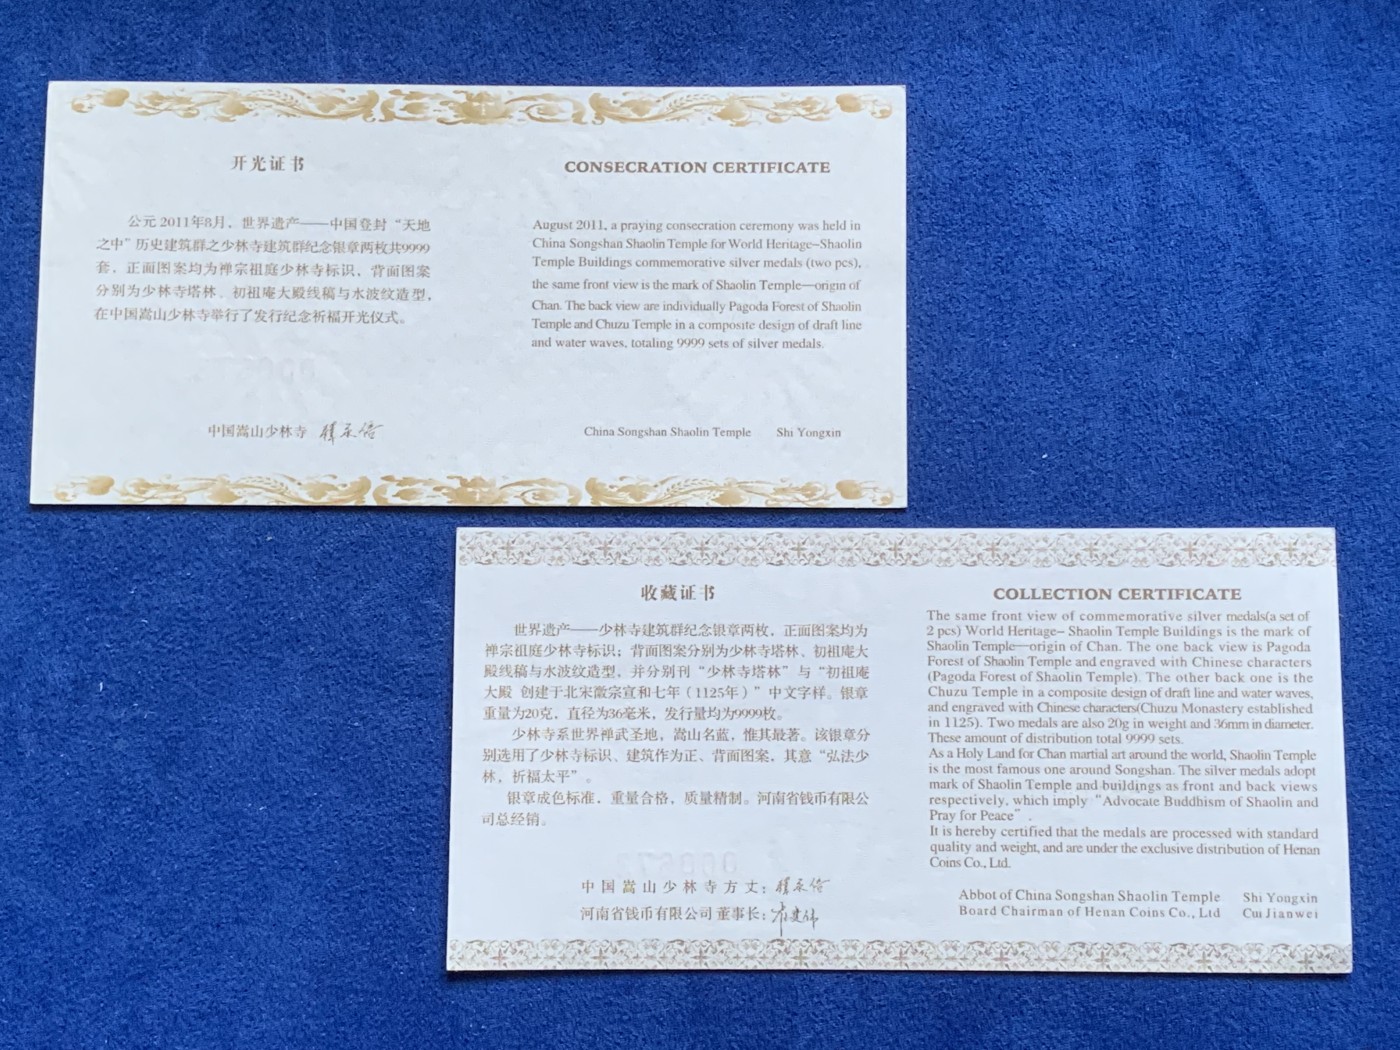 开光证书
公元2011年8月，世界遗产——中国登封“天地
之中”历史建筑群之少林寺建筑群纪念银章两枚共9999
套，正面图案均为禅宗祖庭少林寺标识，背面图案
分别为少林寺塔林、初祖庵大殿线稿与水波纹造型，
在中国嵩山少林寺举行了发行纪念祈福开光仪式。
中国嵩山少林寺 释永信
CONSECRATION CERTIFICATE
August 2011, a praying consecration ceremony was held in
China Songshan Shaolin Temple for World Heritage–Shaolin
Temple Buildings commemorative silver medals (two pcs),
the same front view is the mark of Shaolin Temple—origin of
Chan. The back view are individually Pagoda Forest of Shaolin
Temple and Chuzu Temple in a composite design of draft line
and water waves, totaling 9999 sets of silver medals.
China Songshan Shaolin Temple Shi Yongxin
收藏证书
世界遗产——少林寺建筑群纪念银章两枚，正面图案均为
禅宗祖庭少林寺标识；背面图案分别为少林寺塔林、初祖庵大
殿线稿与水波纹造型，并分别刊“少林寺塔林”与“初祖庵
大殿 创建于北宋徽宗宣和七年（1125年）”中文字样。银章
重量为20克，直径为36毫米，发行量均为9999枚。
少林寺系世界禅武圣地，嵩山名蓝，惟其最著。该银章分
别选用了少林寺标识、建筑作为正、背面图案，其意“弘法少
林，祈福太平”。
银章成色标准，重量合格，质量精制。河南省钱币有限公
司总经销。
中国嵩山少林寺方丈：释永信
河南省钱币有限公司董事长：崔建伟
COLLECTION CERTIFICATE
The same front view of commemorative silver medals(a set of
2 pcs) World Heritage– Shaolin Temple Buildings is the mark of
Shaolin Temple—origin of Chan. The one back view is Pagoda
Forest of Shaolin Temple and engraved with Chinese characters
(Pagoda Forest of Shaolin Temple). The other back one is the
Chuzu Temple in a composite design of draft line and water waves,
and engraved with Chinese characters(Chuzu Monastery established
in 1125). Two medals are also 20g in weight and 36mm in diameter.
These amount of distribution total 9999 sets.
As a Holy Land for Chan martial art around the world, Shaolin Temple
is the most famous one around Songshan. The silver medals adopt
mark of Shaolin Temple and buildings as front and back views
respectively, which imply “Advocate Buddhism of Shaolin and
Pray for Peace” .
It is hereby certified that the medals are processed with standard
quality and weight, and are under the exclusive distribution of Henan
Coins Co., Ltd.
Abbot of China Songshan Shaolin Temple Shi Yongxin
Board Chairman of Henan Coins Co., Ltd Cui Jianwei